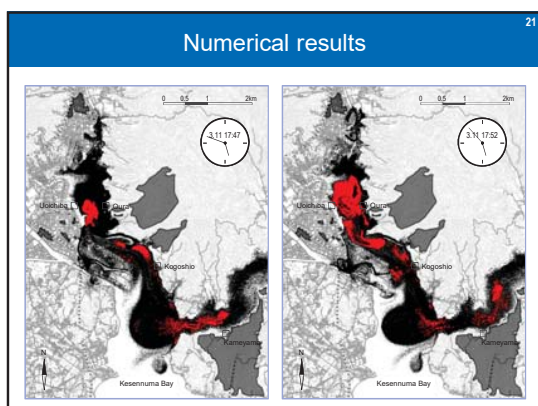 21
Numerical results
0 0.5 1 2km
3.11 17:47
Uoichiba
Oura
Kogoshio
Kameyama
N
Kesennuma Bay
0 0.5 1 2km
3.11 17:52
Uoichiba
Oura
Kogoshio
Kameyama
N
Kesennuma Bay